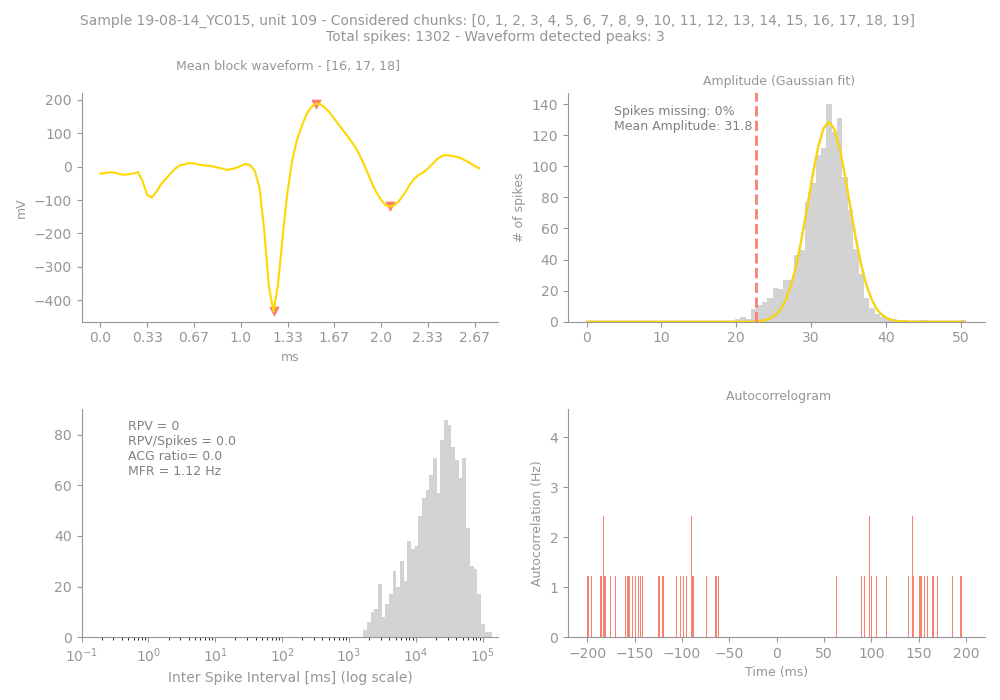 Sample 19-08-14_YC015, unit 109 - Considered chunks: [0, 1, 2, 3, 4, 5, 6, 7, 8, 9, 10, 11, 12, 13, 14, 15, 16, 17, 18, 19]
Total spikes: 1302 - Waveform detected peaks: 3
Mean block waveform - [16, 17, 18]
200
100
0
−100
−200
−300
−400
mV
0.0 0.33 0.67 1.0 1.33 1.67 2.0 2.33 2.67
ms
Amplitude (Gaussian fit)
Spikes missing: 0%
Mean Amplitude: 31.8
140
120
100
80
60
40
20
0
# of spikes
0 10 20 30 40 50
RPV = 0
RPV/Spikes = 0.0
ACG ratio= 0.0
MFR = 1.12 Hz
80
60
40
20
0
10⁻¹ 10⁰ 10¹ 10² 10³ 10⁴ 10⁵
Inter Spike Interval [ms] (log scale)
Autocorrelogram
4
3
2
1
0
Autocorrelation (Hz)
−200 −150 −100 −50 0 50 100 150 200
Time (ms)